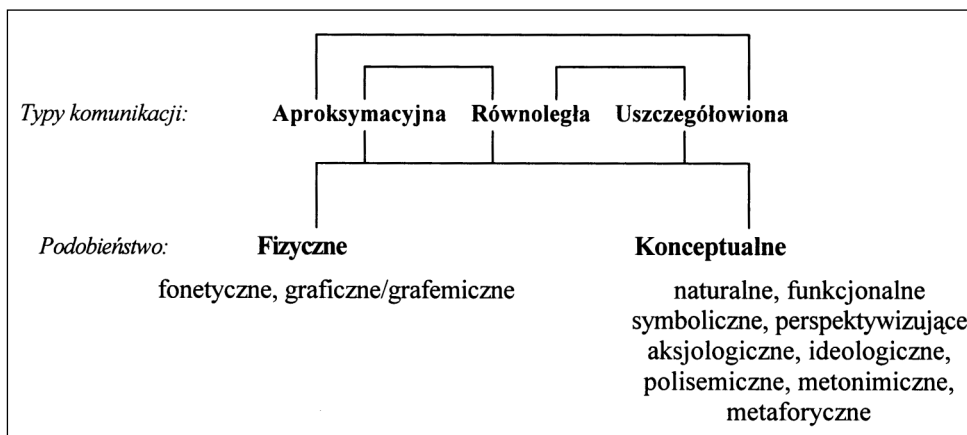 Typy komunikacji: Aproksymacyjna Równoległa Uszczegółowiona
Podobieństwo: Fizyczne Konceptualne
fonetyczne, graficzne/grafemiczne naturalne, funkcjonalne
symboliczne, perspektywizujące
aksjologiczne, ideologiczne,
polisemiczne, metonimiczne,
metaforyczne